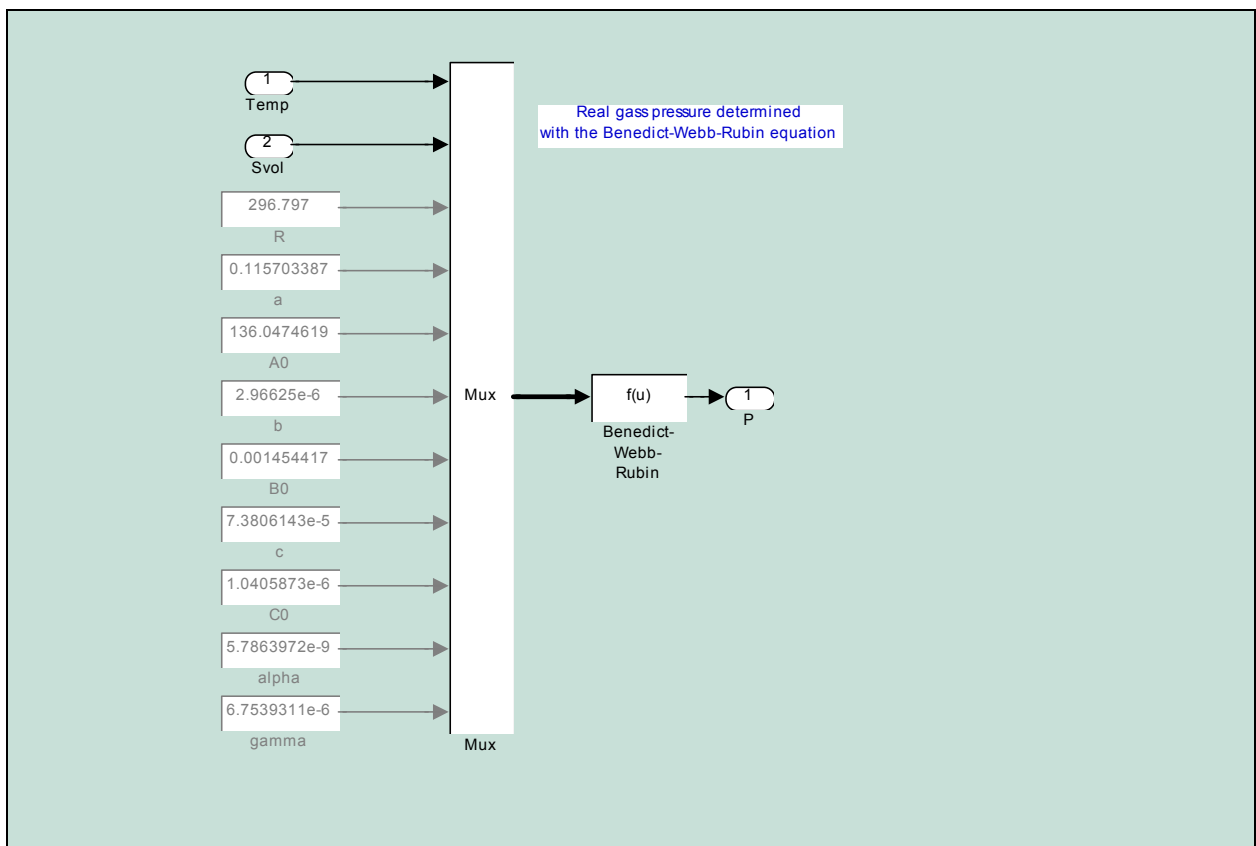 1
Temp
2
Svol
Real gass pressure determined
with the Benedict-Webb-Rubin equation
296.797
R
0.115703387
a
136.0474619
A0
2.96625e-6
b
0.001454417
B0
7.3806143e-5
c
1.0405873e-6
C0
5.7863972e-9
alpha
6.7539311e-6
gamma
Mux
Mux
f(u)
Benedict-
Webb-
Rubin
1
P